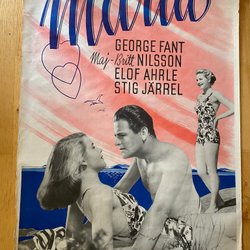 Maria
GEORGE FANT
Maj-Britt NILSSON
ELOF AHRLE
STIG JÄRREL